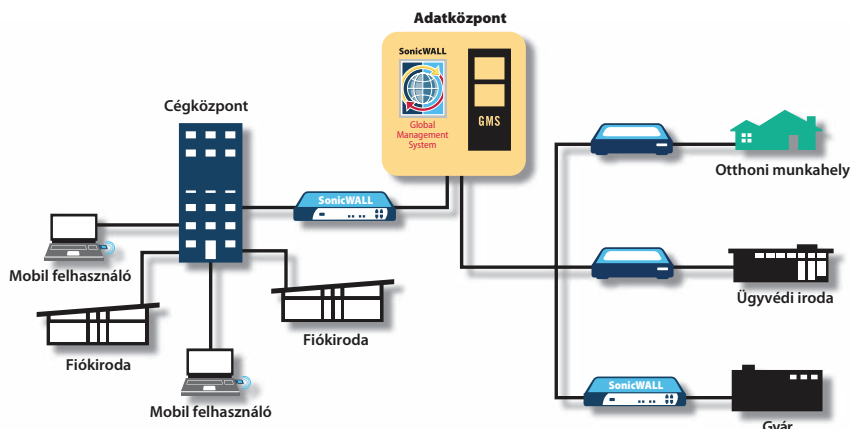 Adatközpont
SonicWALL
Global
Management
System
GMS
Cégközpont
SonicWALL
Otthoni munkahely
Mobil felhasználó
Ügyvédi iroda
Fiókiroda
Fiókiroda
SonicWALL
Mobil felhasználó
Gyár